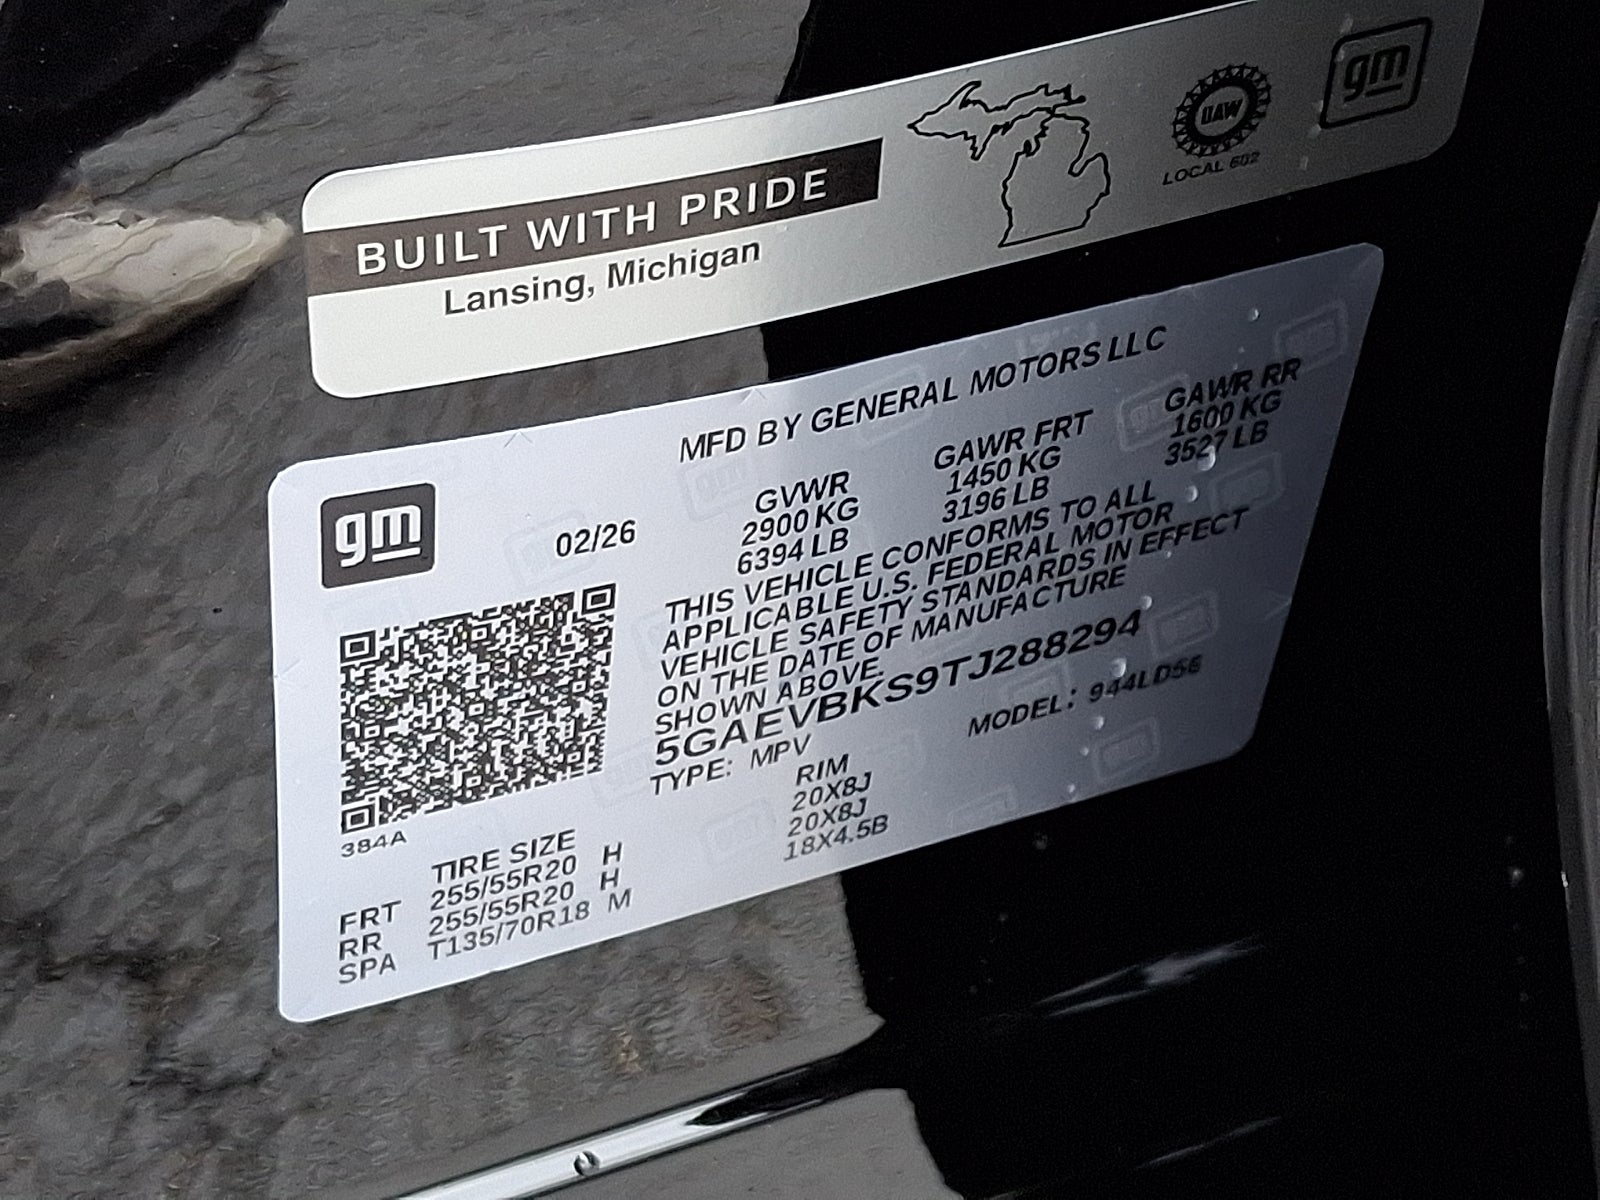 BUILT WITH PRIDE
Lansing, Michigan
UAW
LOCAL 602
gm
MFD BY GENERAL MOTORS LLC
gm
02/26
GVWR GAWR FRT GAWR RR
2900 KG 1450 KG 1600 KG
6394 LB 3196 LB 3527 LB
THIS VEHICLE CONFORMS TO ALL
APPLICABLE U.S. FEDERAL MOTOR
VEHICLE SAFETY STANDARDS IN EFFECT
ON THE DATE OF MANUFACTURE
SHOWN ABOVE.
5GAEVBKS9TJ288294
TYPE: MPV MODEL: 944LD56
384A
TIRE SIZE RIM
FRT 255/55R20 H 20X8J
RR 255/55R20 H 20X8J
SPA T135/70R18 M 18X4.5B